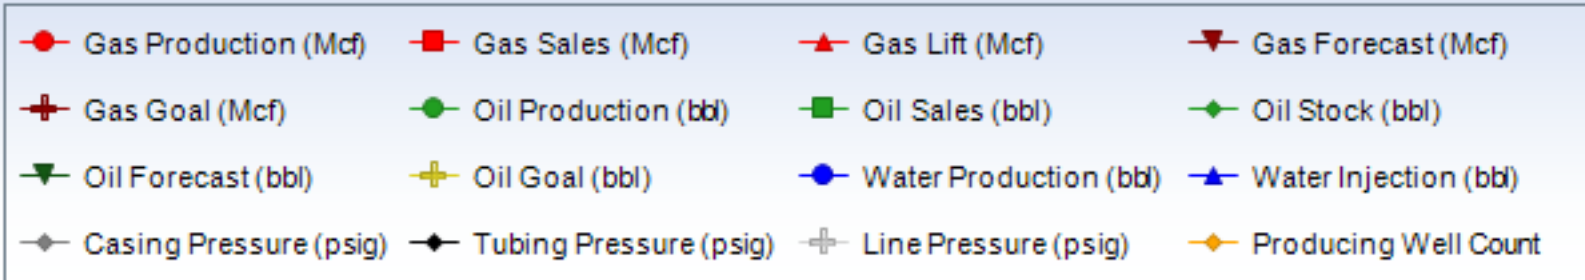 Gas Production (Mcf) Gas Sales (Mcf) Gas Lift (Mcf) Gas Forecast (Mcf)
Gas Goal (Mcf) Oil Production (bbl) Oil Sales (bbl) Oil Stock (bbl)
Oil Forecast (bbl) Oil Goal (bbl) Water Production (bbl) Water Injection (bbl)
Casing Pressure (psig) Tubing Pressure (psig) Line Pressure (psig) Producing Well Count